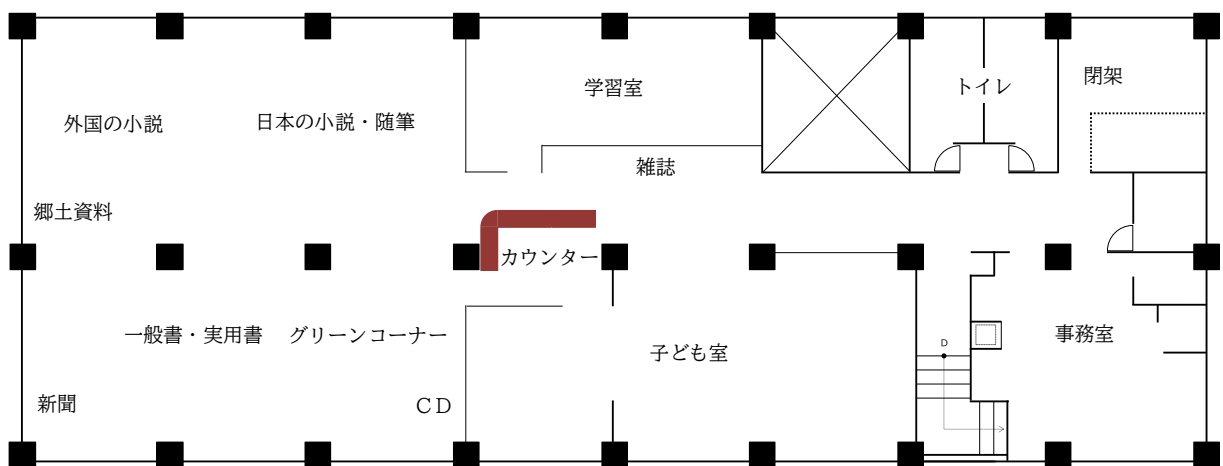 学習室
閉架
トイレ
外国の小説
日本の小説・随筆
雑誌
郷土資料
カウンター
一般書・実用書
グリーンコーナー
子ども室
事務室
D
新聞
ＣＤ